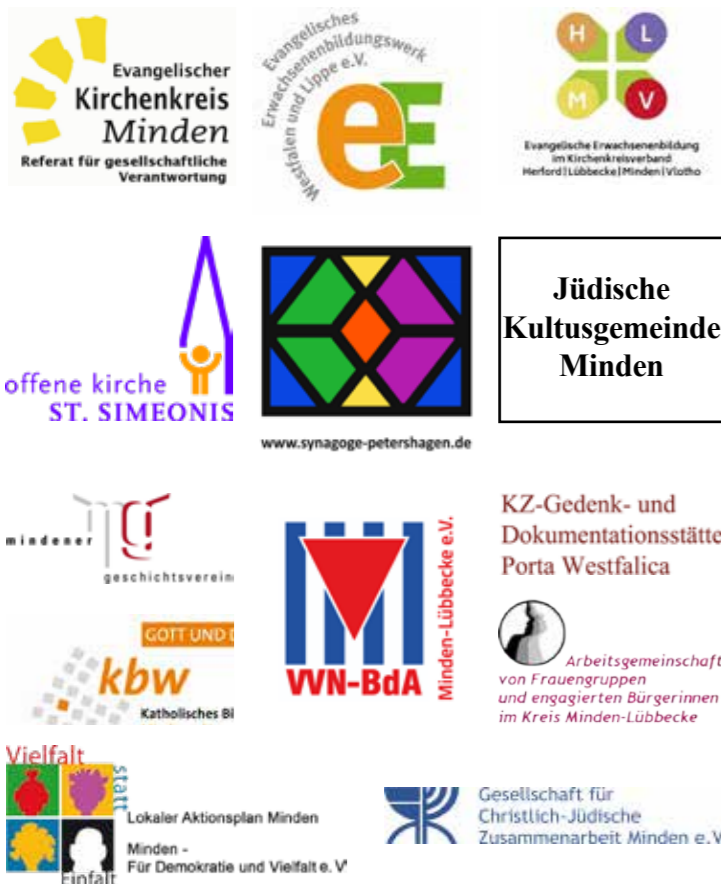 Evangelischer
Kirchenkreis
Minden
Referat für gesellschaftliche
Verantwortung
Evangelisches
Erwachsenenbildungswerk
Westfalen und Lippe e.V.
eE
H L
M V
Evangelische Erwachsenenbildung
im Kirchenkreisverband
Herford|Lübbecke|Minden|Vlotho
offene kirche
ST. SIMEONIS
www.synagoge-petershagen.de
Jüdische
Kultusgemeinde
Minden
mindener
geschichtsverein
VVN-BdA
Minden-Lübbecke e.V.
KZ-Gedenk- und
Dokumentationsstätte
Porta Westfalica
GOTT UND D
kbw
Katholisches Bi
Arbeitsgemeinschaft
von Frauengruppen
und engagierten Bürgerinnen
im Kreis Minden-Lübbecke
Vielfalt
statt
Einfalt
Lokaler Aktionsplan Minden
Minden -
Für Demokratie und Vielfalt e. V
Gesellschaft für
Christlich-Jüdische
Zusammenarbeit Minden e.V